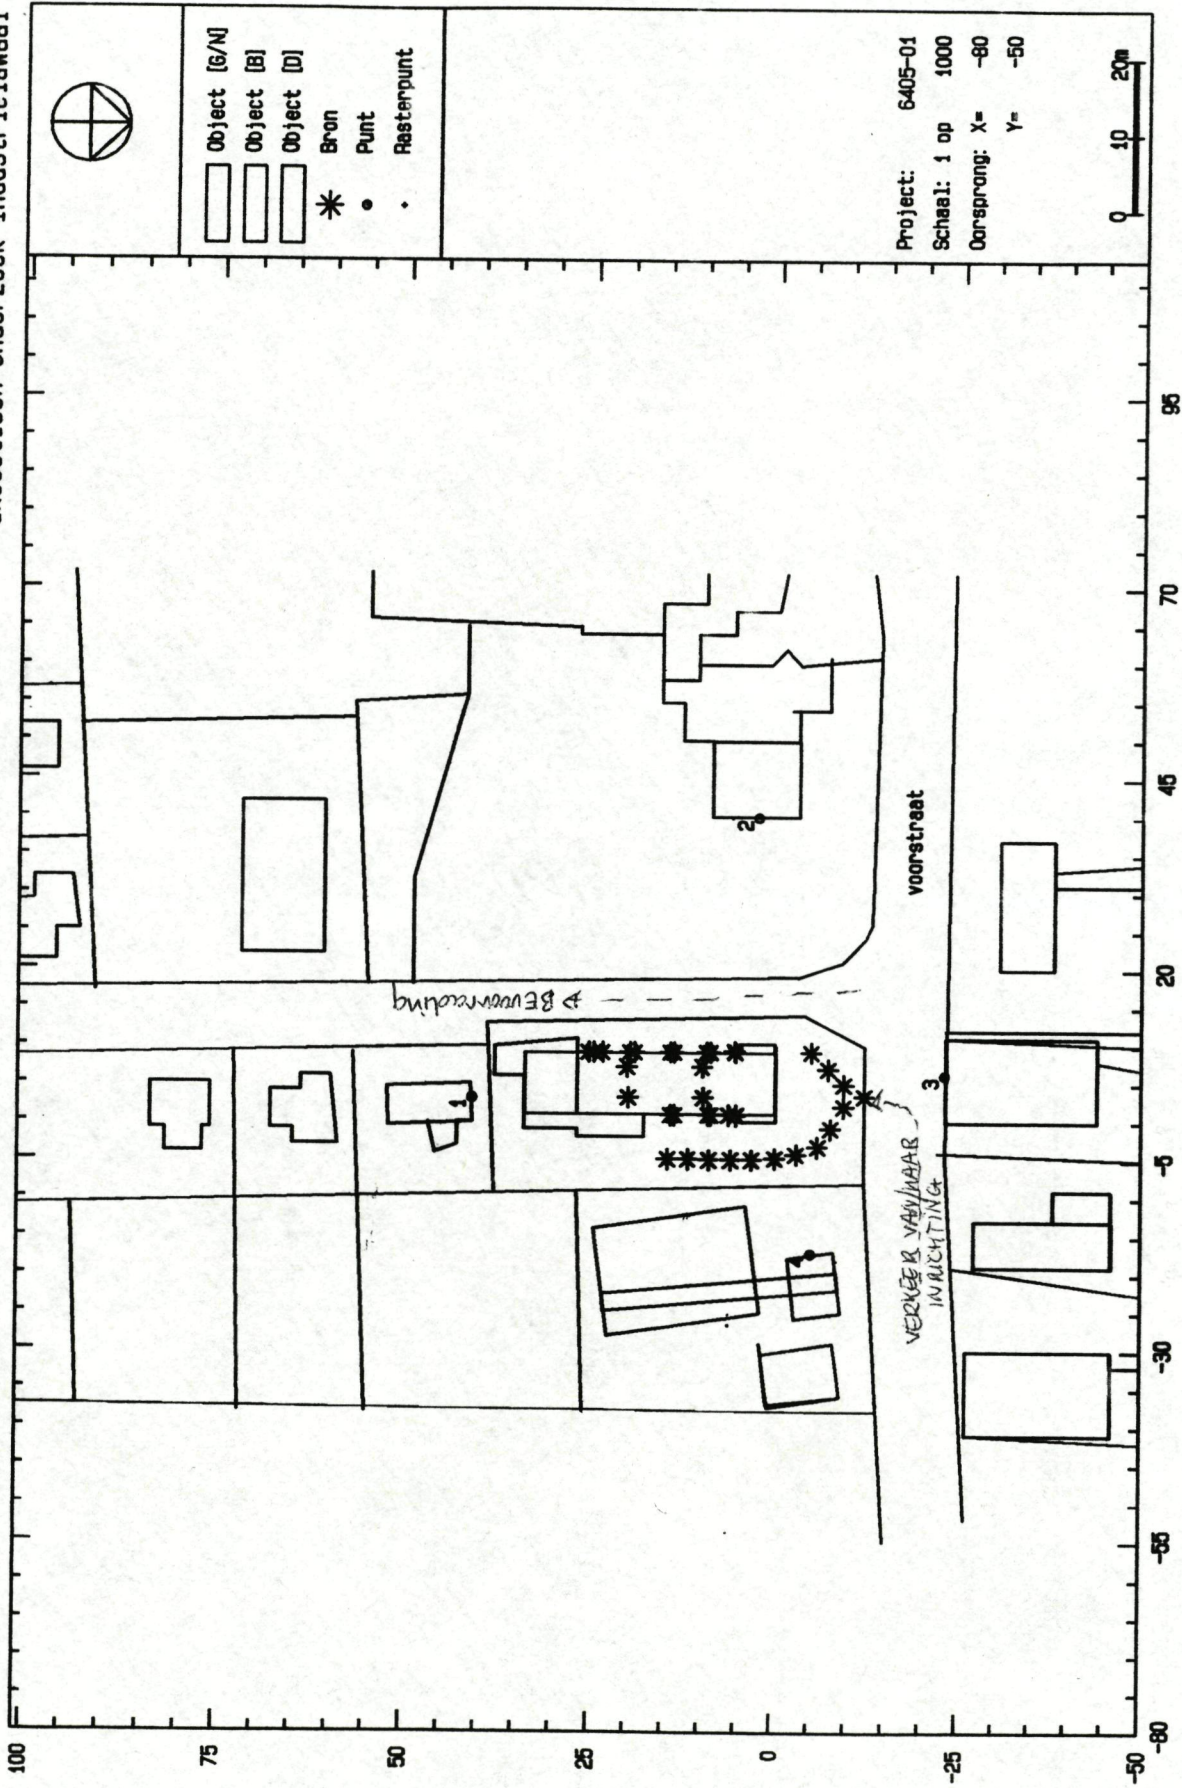 Object [G/N]
Object [B]
Object [D]
Bron
Punt
Rasterpunt
Project: 6405-01
Schaal: 1 op 1000
Oorsprong: X= -80
Y= -50
0 10 20m
100
75
50
25
0
-25
-50
-80
-55
-30
-5
20
45
70
95
1
2
3
4
voorstraat
BEvoorrading
VERKEER VAN/NAAR
INRICHTING